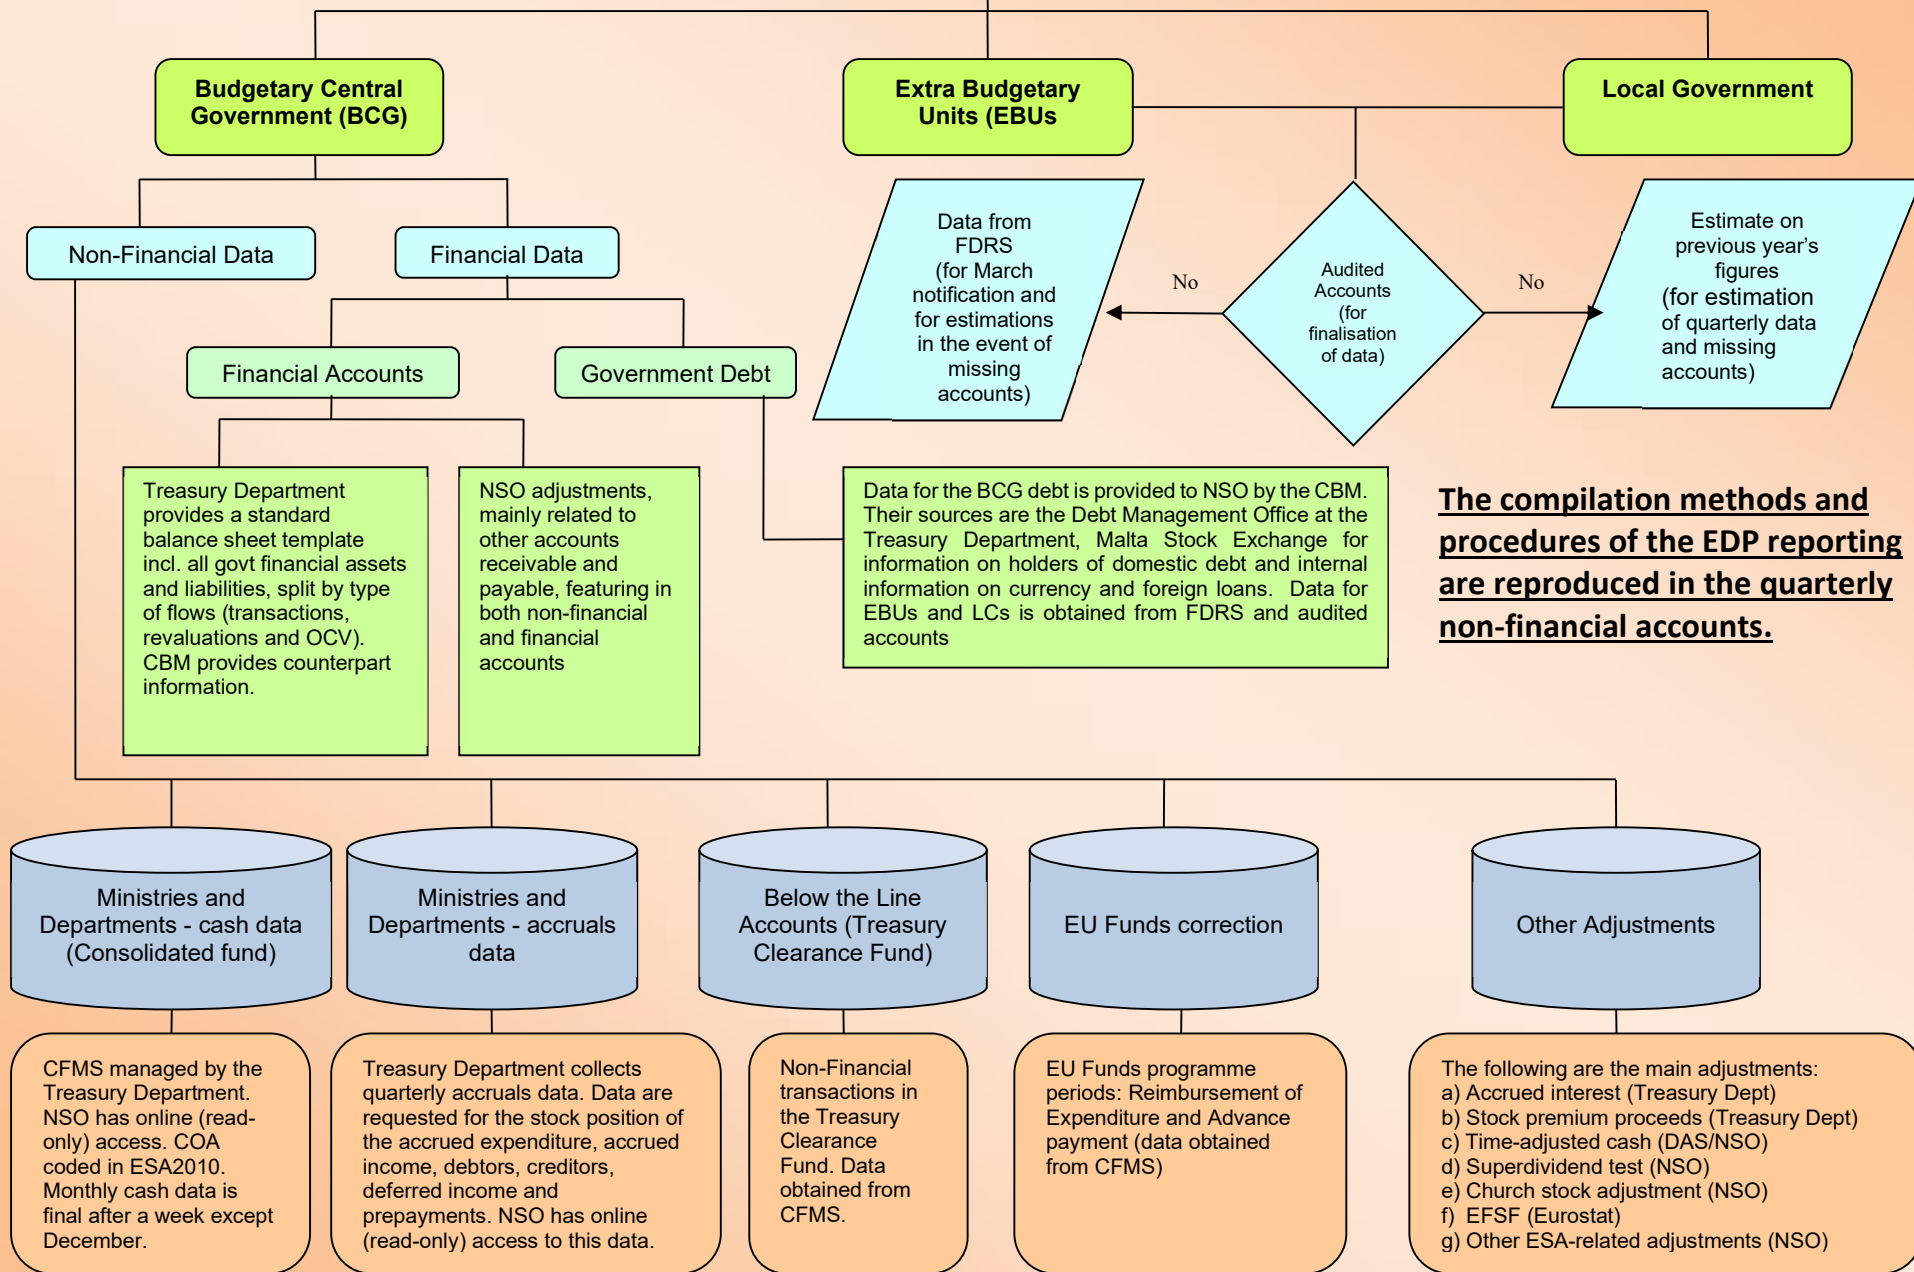 Budgetary Central
Government (BCG)
Extra Budgetary
Units (EBUs
Local Government
Non-Financial Data
Financial Data
Data from
FDRS
(for March
notification and
for estimations
in the event of
missing
accounts)
No
Audited
Accounts
(for
finalisation
of data)
No
Estimate on
previous year's
figures
(for estimation
of quarterly data
and missing
accounts)
Financial Accounts
Government Debt
Treasury Department
provides a standard
balance sheet template
incl. all govt financial assets
and liabilities, split by type
of flows (transactions,
revaluations and OCV).
CBM provides counterpart
information.
NSO adjustments,
mainly related to
other accounts
receivable and
payable, featuring in
both non-financial
and financial
accounts
Data for the BCG debt is provided to NSO by the CBM.
Their sources are the Debt Management Office at the
Treasury Department, Malta Stock Exchange for
information on holders of domestic debt and internal
information on currency and foreign loans. Data for
EBUs and LCs is obtained from FDRS and audited
accounts
The compilation methods and
procedures of the EDP reporting
are reproduced in the quarterly
non-financial accounts.
Ministries and
Departments - cash data
(Consolidated fund)
Ministries and
Departments - accruals
data
Below the Line
Accounts (Treasury
Clearance Fund)
EU Funds correction
Other Adjustments
CFMS managed by the
Treasury Department.
NSO has online (read-
only) access. COA
coded in ESA2010.
Monthly cash data is
final after a week except
December.
Treasury Department collects
quarterly accruals data. Data are
requested for the stock position of
the accrued expenditure, accrued
income, debtors, creditors,
deferred income and
prepayments. NSO has online
(read-only) access to this data.
Non-Financial
transactions in
the Treasury
Clearance
Fund. Data
obtained from
CFMS.
EU Funds programme
periods: Reimbursement of
Expenditure and Advance
payment (data obtained
from CFMS)
The following are the main adjustments:
a) Accrued interest (Treasury Dept)
b) Stock premium proceeds (Treasury Dept)
c) Time-adjusted cash (DAS/NSO)
d) Superdividend test (NSO)
e) Church stock adjustment (NSO)
f) EFSF (Eurostat)
g) Other ESA-related adjustments (NSO)